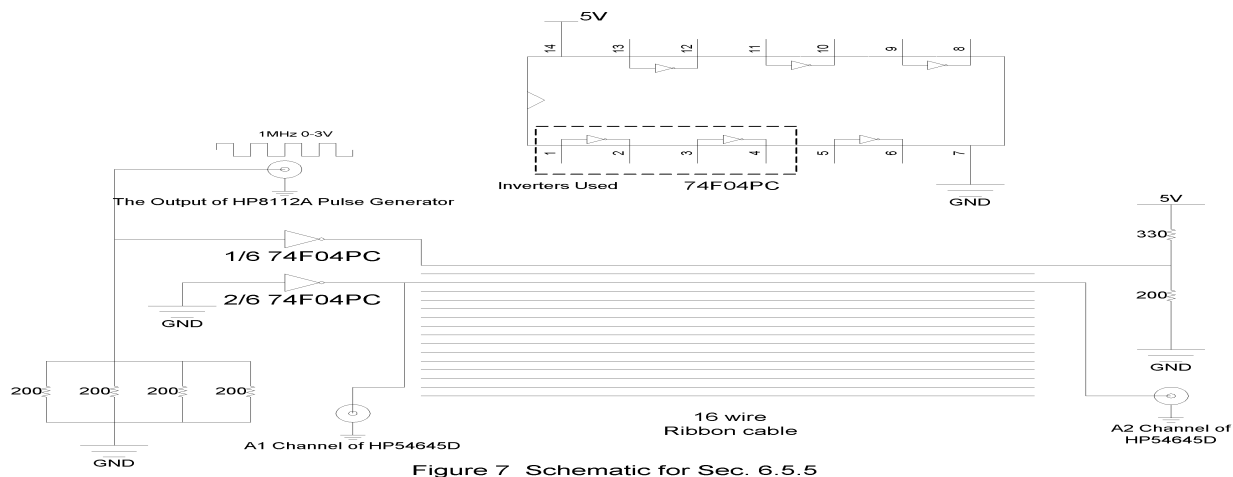 5V
14
13
12
11
10
9
8
1MHz 0-3V
1
2
3
4
5
6
7
Inverters Used
74F04PC
GND
The Output of HP8112A Pulse Generator
5V
330
1/6 74F04PC
2/6 74F04PC
200
GND
GND
200
200
200
200
16 wire
Ribbon cable
A1 Channel of HP54645D
A2 Channel of
HP54645D
GND
Figure 7 Schematic for Sec. 6.5.5